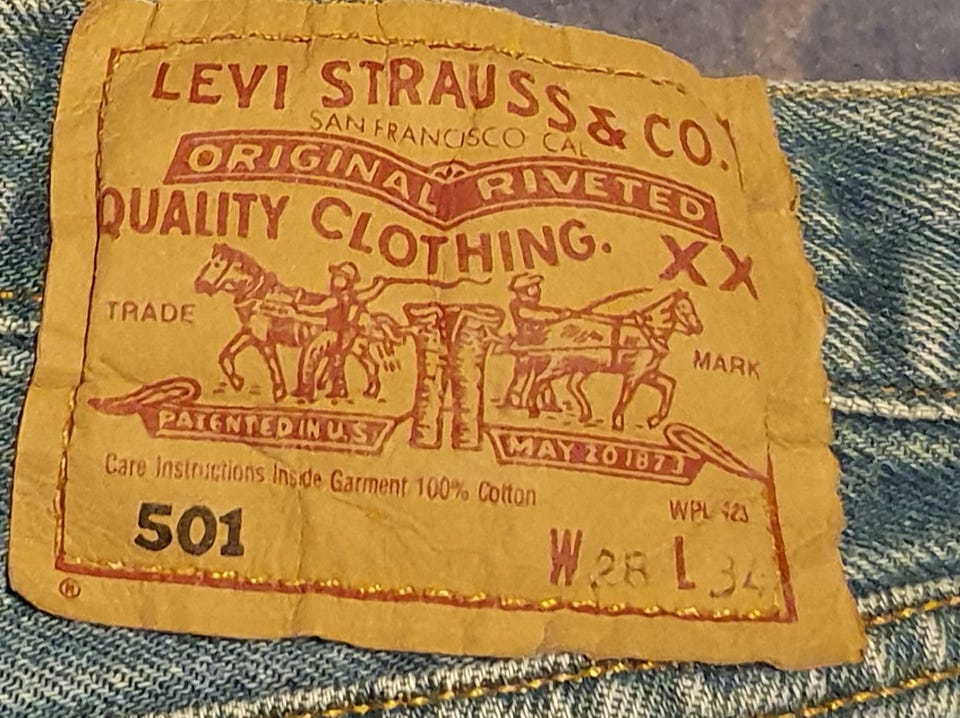 LEVI STRAUSS & CO.
SAN FRANCISCO CAL
ORIGINAL RIVETED
QUALITY CLOTHING. XX
TRADE MARK
PATENTED IN U.S MAY 20 1873
Care Instructions Inside Garment 100% Cotton
WPL 423
501 W 28 L 34
®